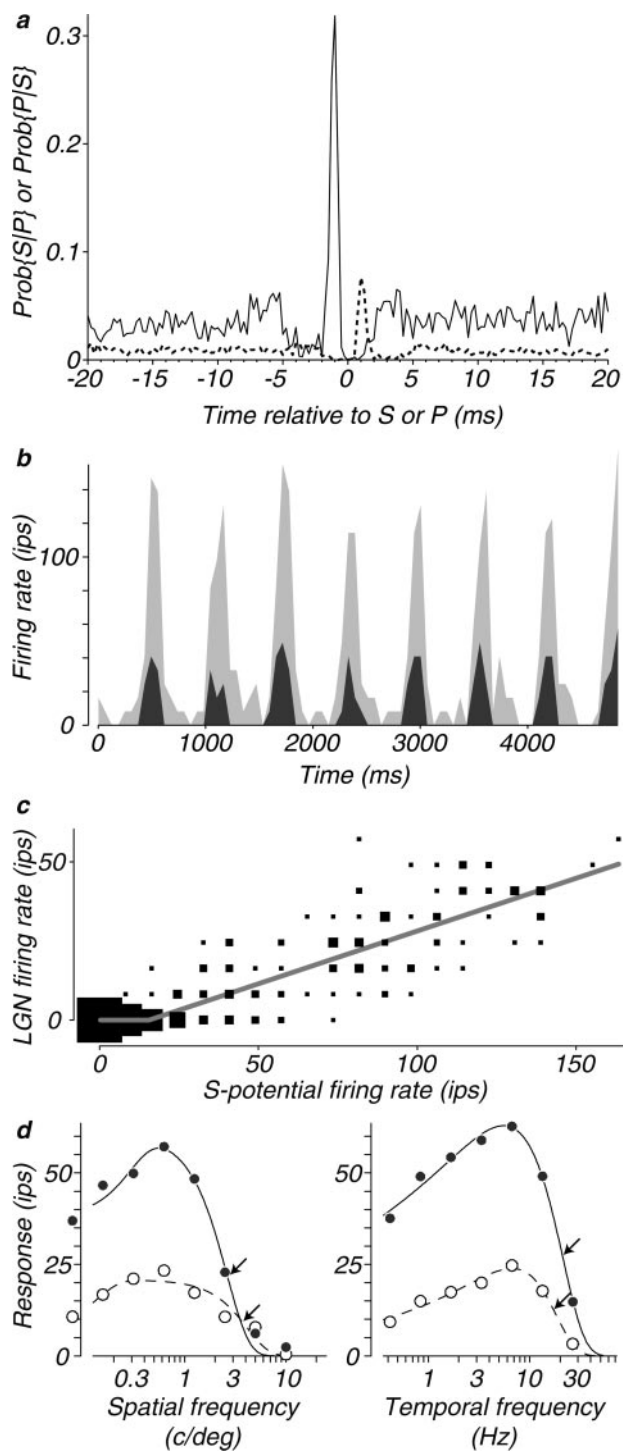 a
Prob{S|P} or Prob{P|S}
0.3
0.2
0.1
0
-20 -15 -10 -5 0 5 10 15 20
Time relative to S or P (ms)
b
Firing rate (ips)
100
0
0 1000 2000 3000 4000
Time (ms)
c
LGN firing rate (ips)
50
0
0 50 100 150
S-potential firing rate (ips)
d
Response (ips)
50
25
0
0.3 1 3 10
Spatial frequency
(c/deg)
50
25
0
1 3 10 30
Temporal frequency
(Hz)